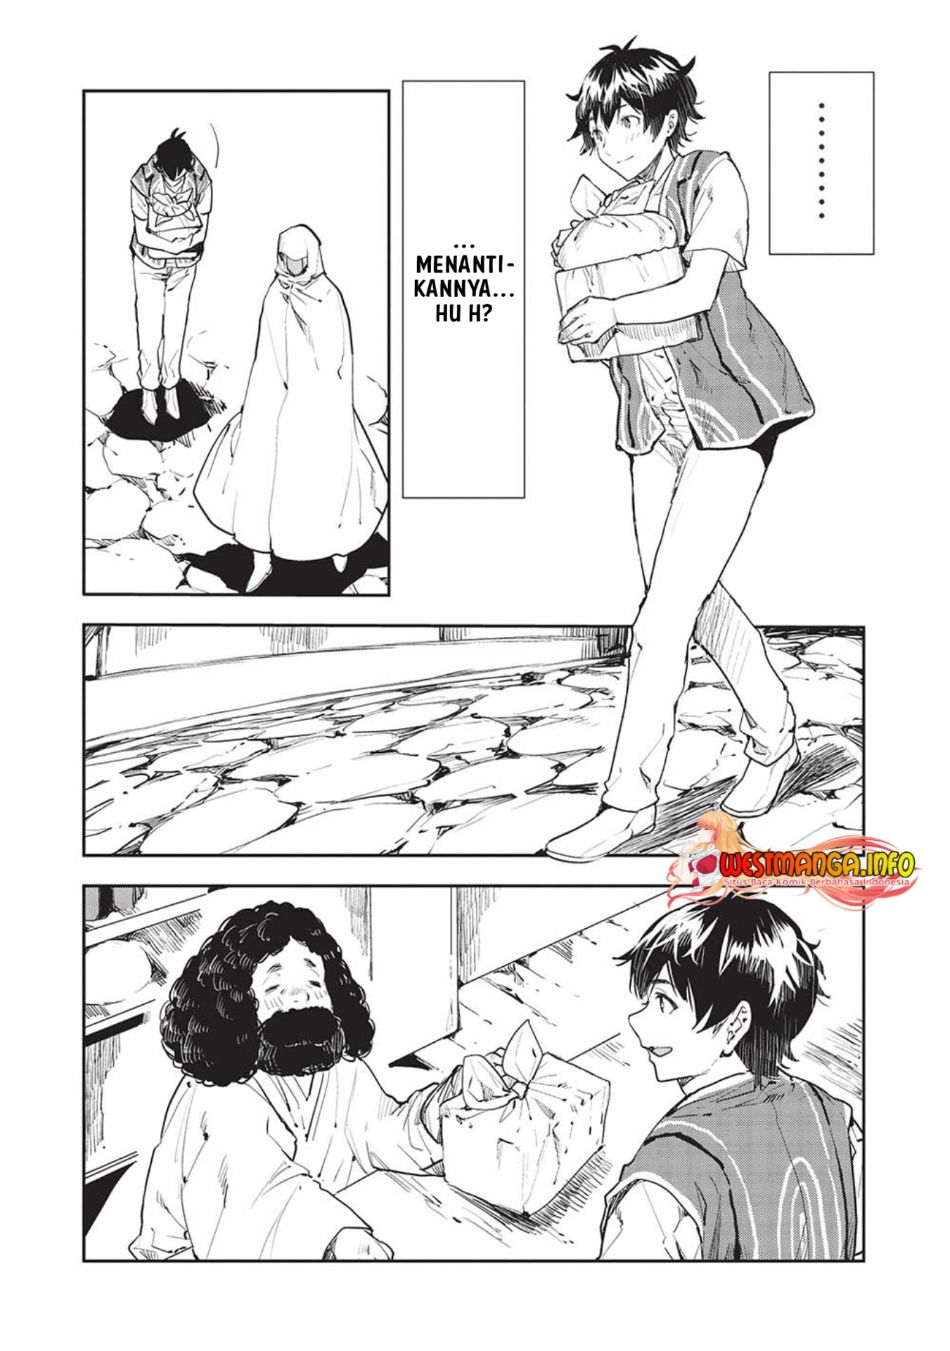 .........
...
MENANTI-
KANNYA...
HU H?
WESTMANGA.INFO
Situs Baca Komik Berbahasa Indonesia